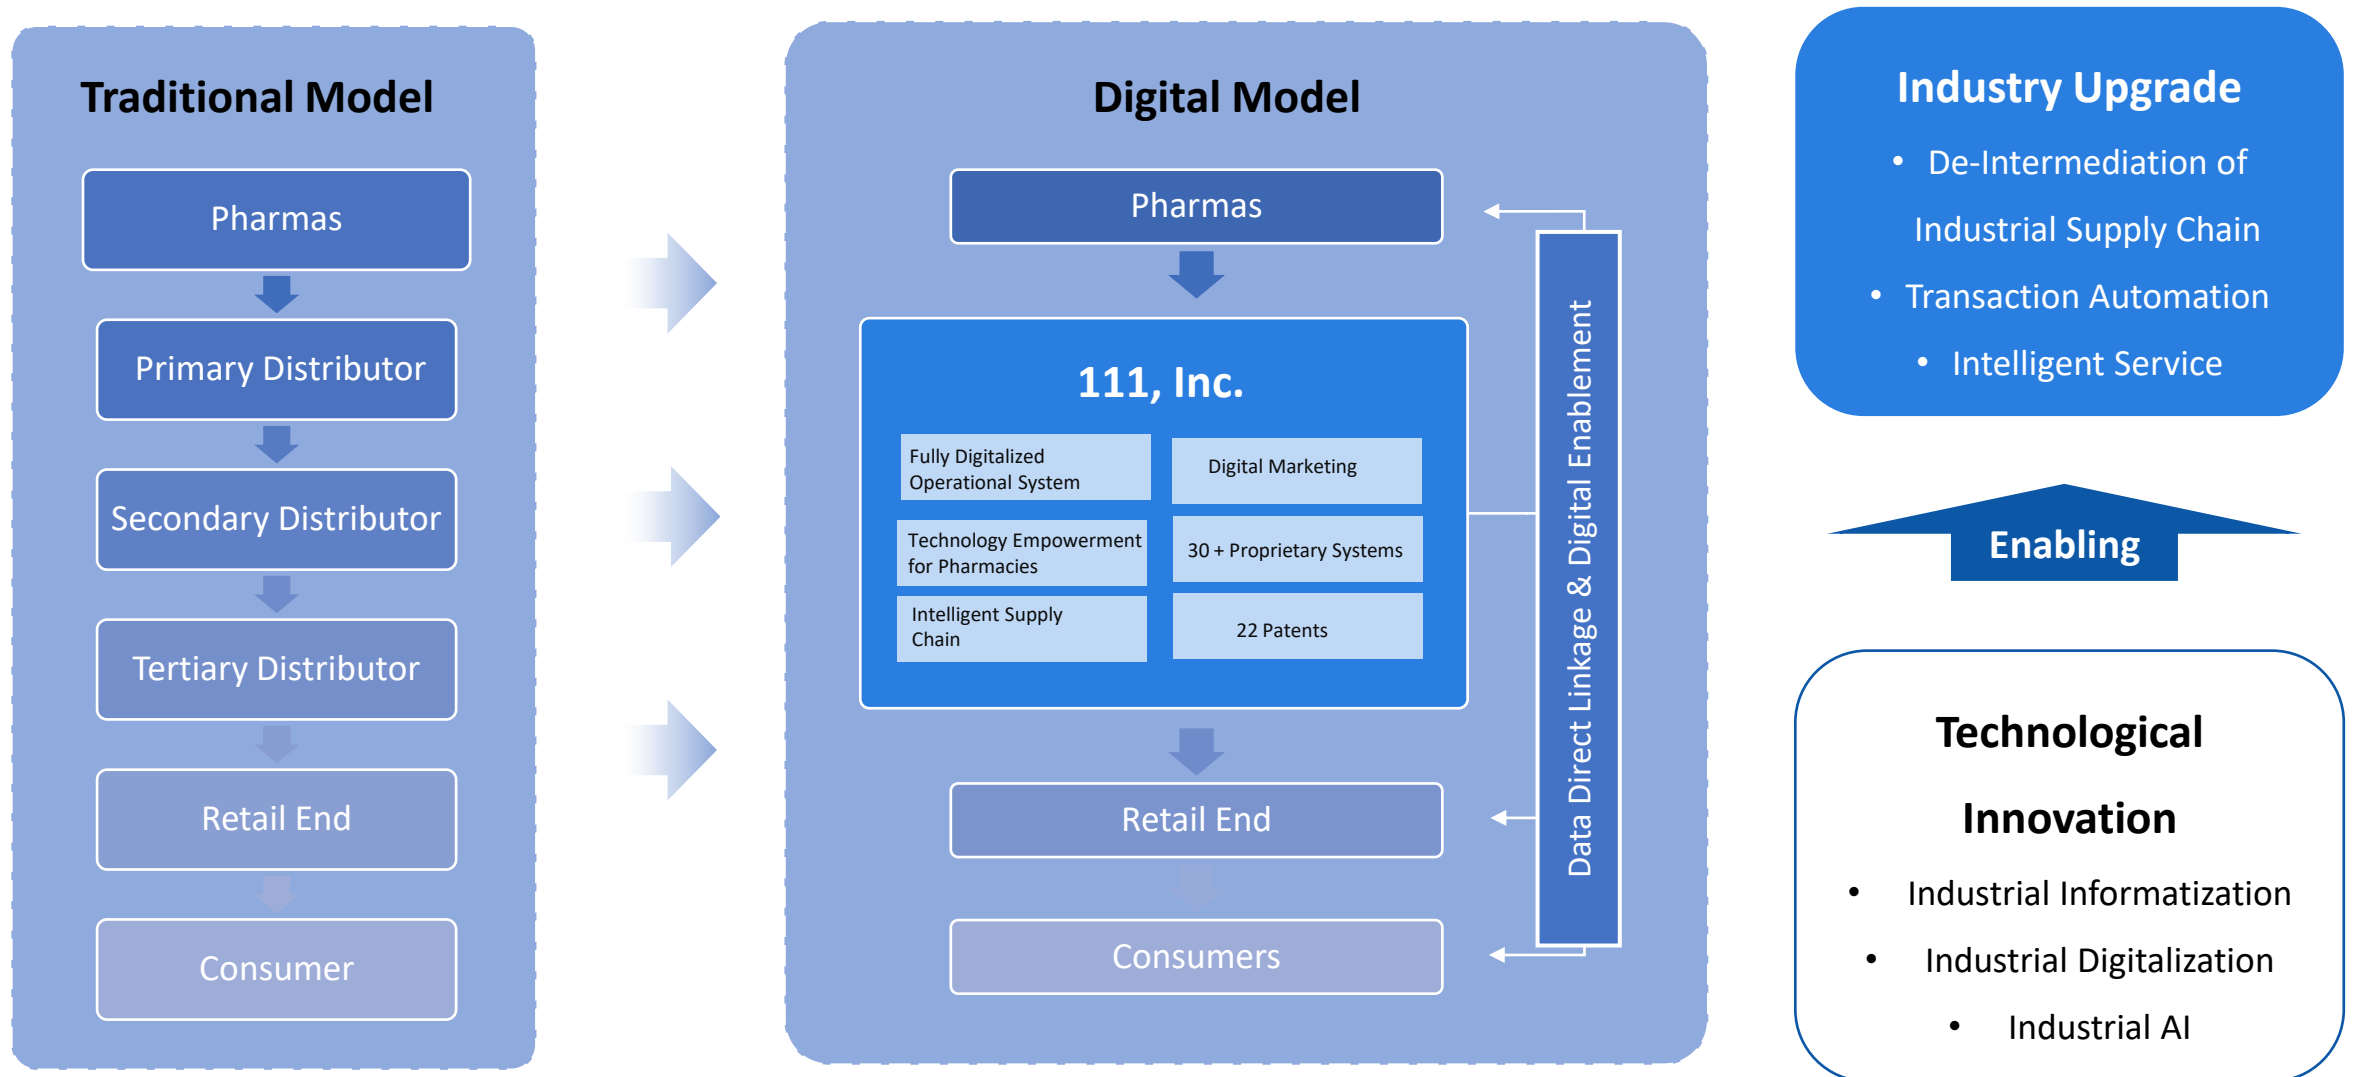 Traditional Model
Pharmas
Primary Distributor
Secondary Distributor
Tertiary Distributor
Retail End
Consumer
Digital Model
Pharmas
111, Inc.
Fully Digitalized
Operational System
Digital Marketing
Technology Empowerment
for Pharmacies
30 + Proprietary Systems
Intelligent Supply
Chain
22 Patents
Retail End
Consumers
Data Direct Linkage & Digital Enablement
Industry Upgrade
• De-Intermediation of
Industrial Supply Chain
• Transaction Automation
• Intelligent Service
Enabling
Technological
Innovation
• Industrial Informatization
• Industrial Digitalization
• Industrial AI